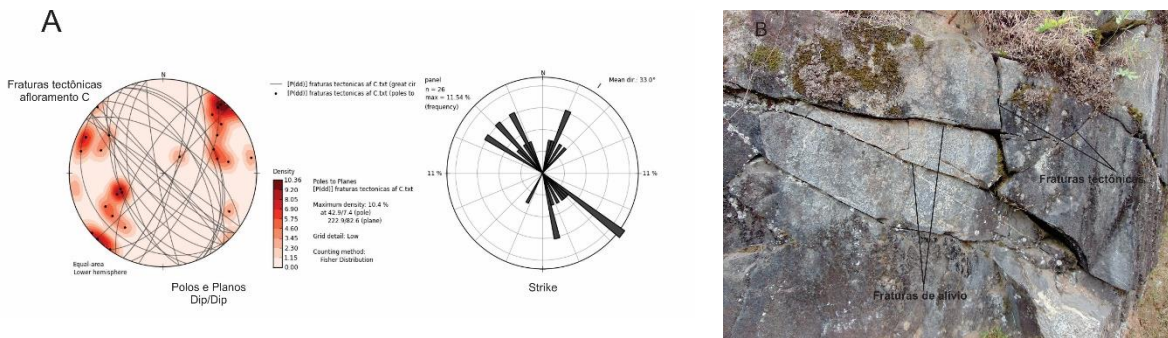 A
Fraturas tectônicas
afloramento C
N
[P(dd)] fraturas tectonicas af C.txt (great cir
[P(dd)] fraturas tectonicas af C.txt (poles to
Density
10.36
9.20
8.05
6.90
5.75
4.60
3.45
2.30
1.15
0.00
Poles to Planes
[P(dd)] fraturas tectonicas af C.txt
Maximum density: 10.4 %
at 42.9/7.4 (pole)
222.9/82.6 (plane)
Grid detail: Low
Counting method:
Fisher Distribution
Equal-area
Lower hemisphere
Polos e Planos
Dip/Dip
panel
n = 26
max = 11.54 %
(frequency)
N
Mean dir.: 33.0°
11 %
11 %
Strike
B
Fraturas tectônicas
Fraturas de alívio